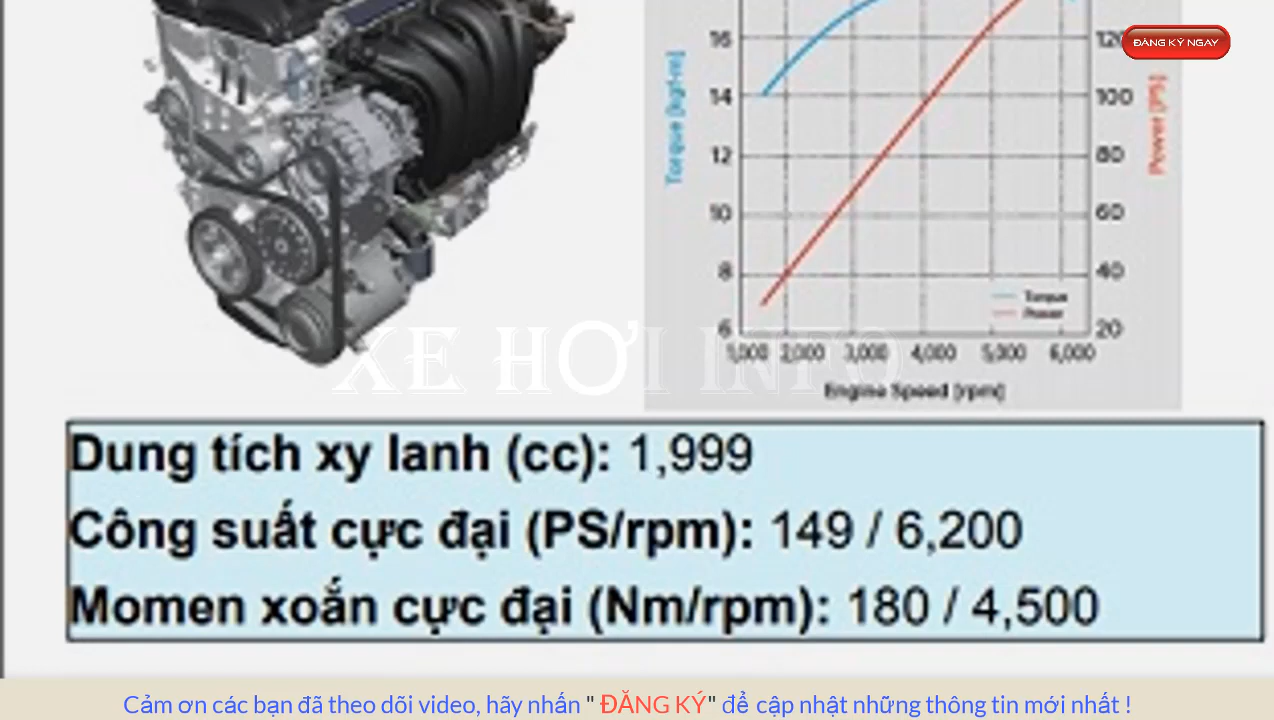 ĐĂNG KÝ NGAY
16
120
14
100
12
80
10
60
8
40
6
20
Torque [kgf·m]
Power [PS]
Torque
Power
1,000 2,000 3,000 4,000 5,000 6,000
Engine Speed [rpm]
XE HƠI INFO
Dung tích xy lanh (cc): 1,999
Công suất cực đại (PS/rpm): 149 / 6,200
Momen xoắn cực đại (Nm/rpm): 180 / 4,500
Cảm ơn các bạn đã theo dõi video, hãy nhấn " ĐĂNG KÝ" để cập nhật những thông tin mới nhất !